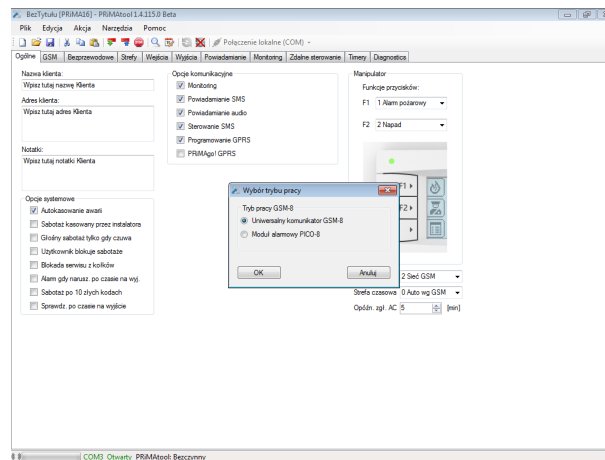 BezTytułu [PRiMA16] - PRiMAtool 1.4.115.0 Beta
Plik Edycja Akcja Narzędzia Pomoc
Połączenie lokalne (COM)
Ogólne GSM Bezprzewodowe Strefy Wejścia Wyjścia Powiadamianie Monitoring Zdalne sterowanie Timery Diagnostics
Nazwa klienta:
Wpisz tutaj nazwę Klienta
Adres klienta:
Wpisz tutaj adres Klienta
Notatki:
Wpisz tutaj notatki Klienta
Opcje systemowe
Autokasowanie awarii
Sabotaż kasowany przez instalatora
Głośny sabotaż tylko gdy czuwa
Użytkownik blokuje sabotaże
Blokada serwisu z kołków
Alarm gdy narusz. po czasie na wyj.
Sabotaż po 10 złych kodach
Sprawdz. po czasie na wyjście
Opcje komunikacyjne
Monitoring
Powiadamianie SMS
Powiadamianie audio
Sterowanie SMS
Programowanie GPRS
PRiMAgo! GPRS
Manipulator
Funkcje przycisków:
F1 1 Alarm pożarowy
F2 2 Napad
F1
F2
Wybór trybu pracy
Tryb pracy GSM-8
Uniwersalny komunikator GSM-8
Moduł alarmowy PICO-8
OK Anuluj
2 Sieć GSM
Strefa czasowa 0 Auto wg GSM
Opóźn. zgł. AC 5 [min]
COM3 Otwarty PRiMAtool: Bezczynny